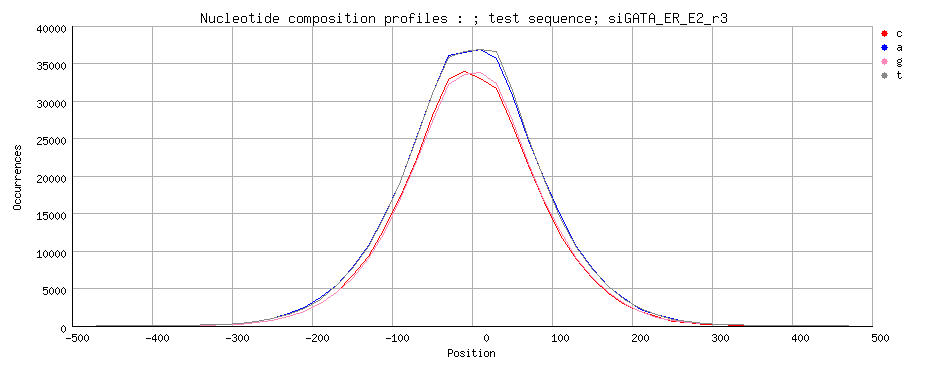 Nucleotide composition profiles : ; test sequence; siGATA_ER_E2_r3
c
a
g
t
40000
35000
30000
25000
20000
15000
10000
5000
0
Occurrences
-500 -400 -300 -200 -100 0 100 200 300 400 500
Position